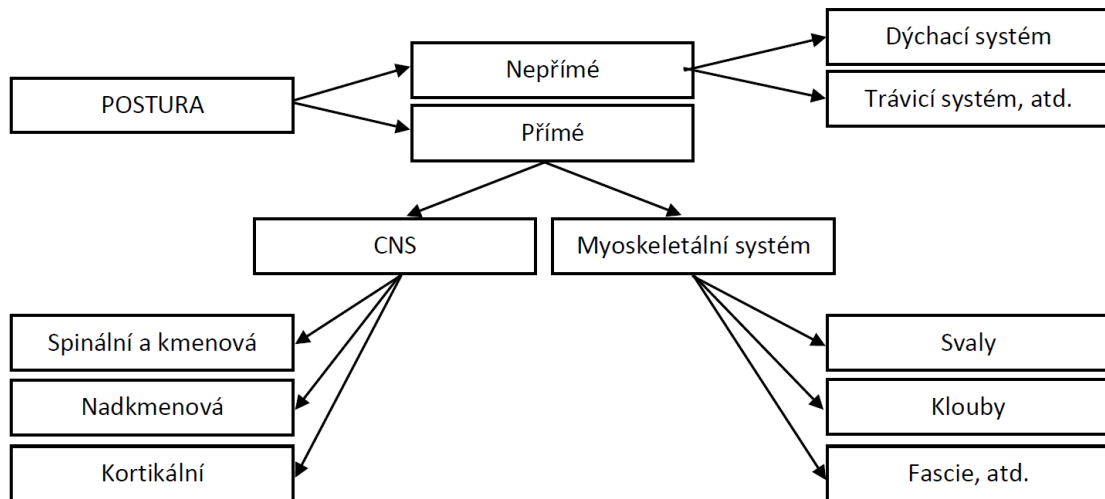 Dýchací systém
Nepřímé
POSTURA
Trávicí systém, atd.
Přímé
CNS
Myoskeletální systém
Spinální a kmenová
Svaly
Nadkmenová
Klouby
Kortikální
Fascie, atd.